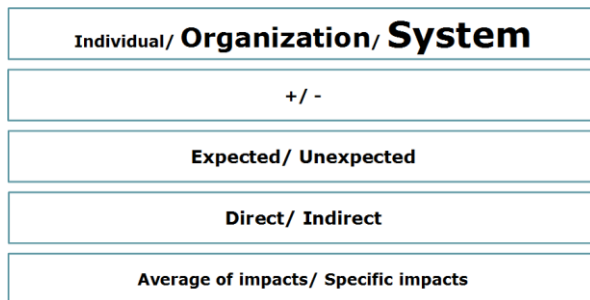 Individual/ Organization/ System
+/ -
Expected/ Unexpected
Direct/ Indirect
Average of impacts/ Specific impacts